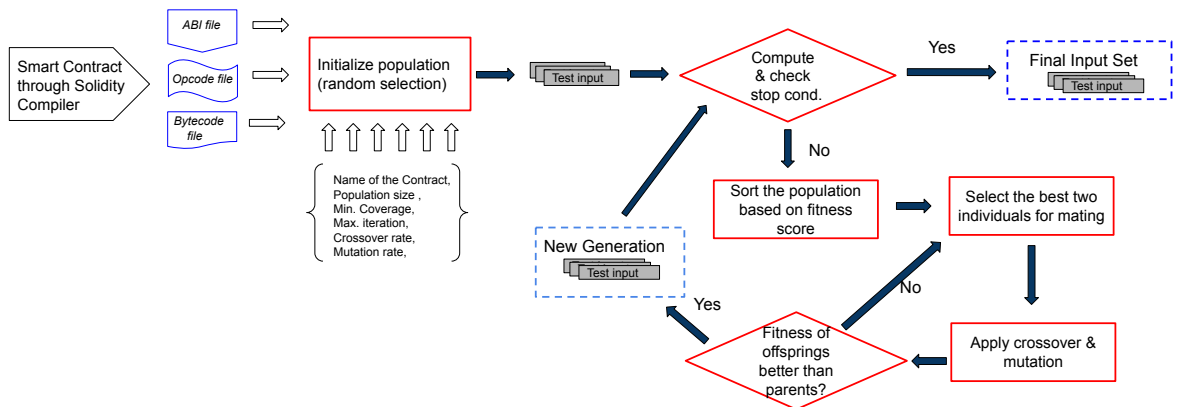 Smart Contract
through Solidity
Compiler
ABI file
Opcode file
Bytecode
file
Initialize population
(random selection)
Name of the Contract,
Population size ,
Min. Coverage,
Max. iteration,
Crossover rate,
Mutation rate,
Test input
Compute
& check
stop cond.
Yes
Final Input Set
Test input
No
Sort the population
based on fitness
score
Select the best two
individuals for mating
Apply crossover &
mutation
Fitness of
offsprings
better than
parents?
No
Yes
New Generation
Test input